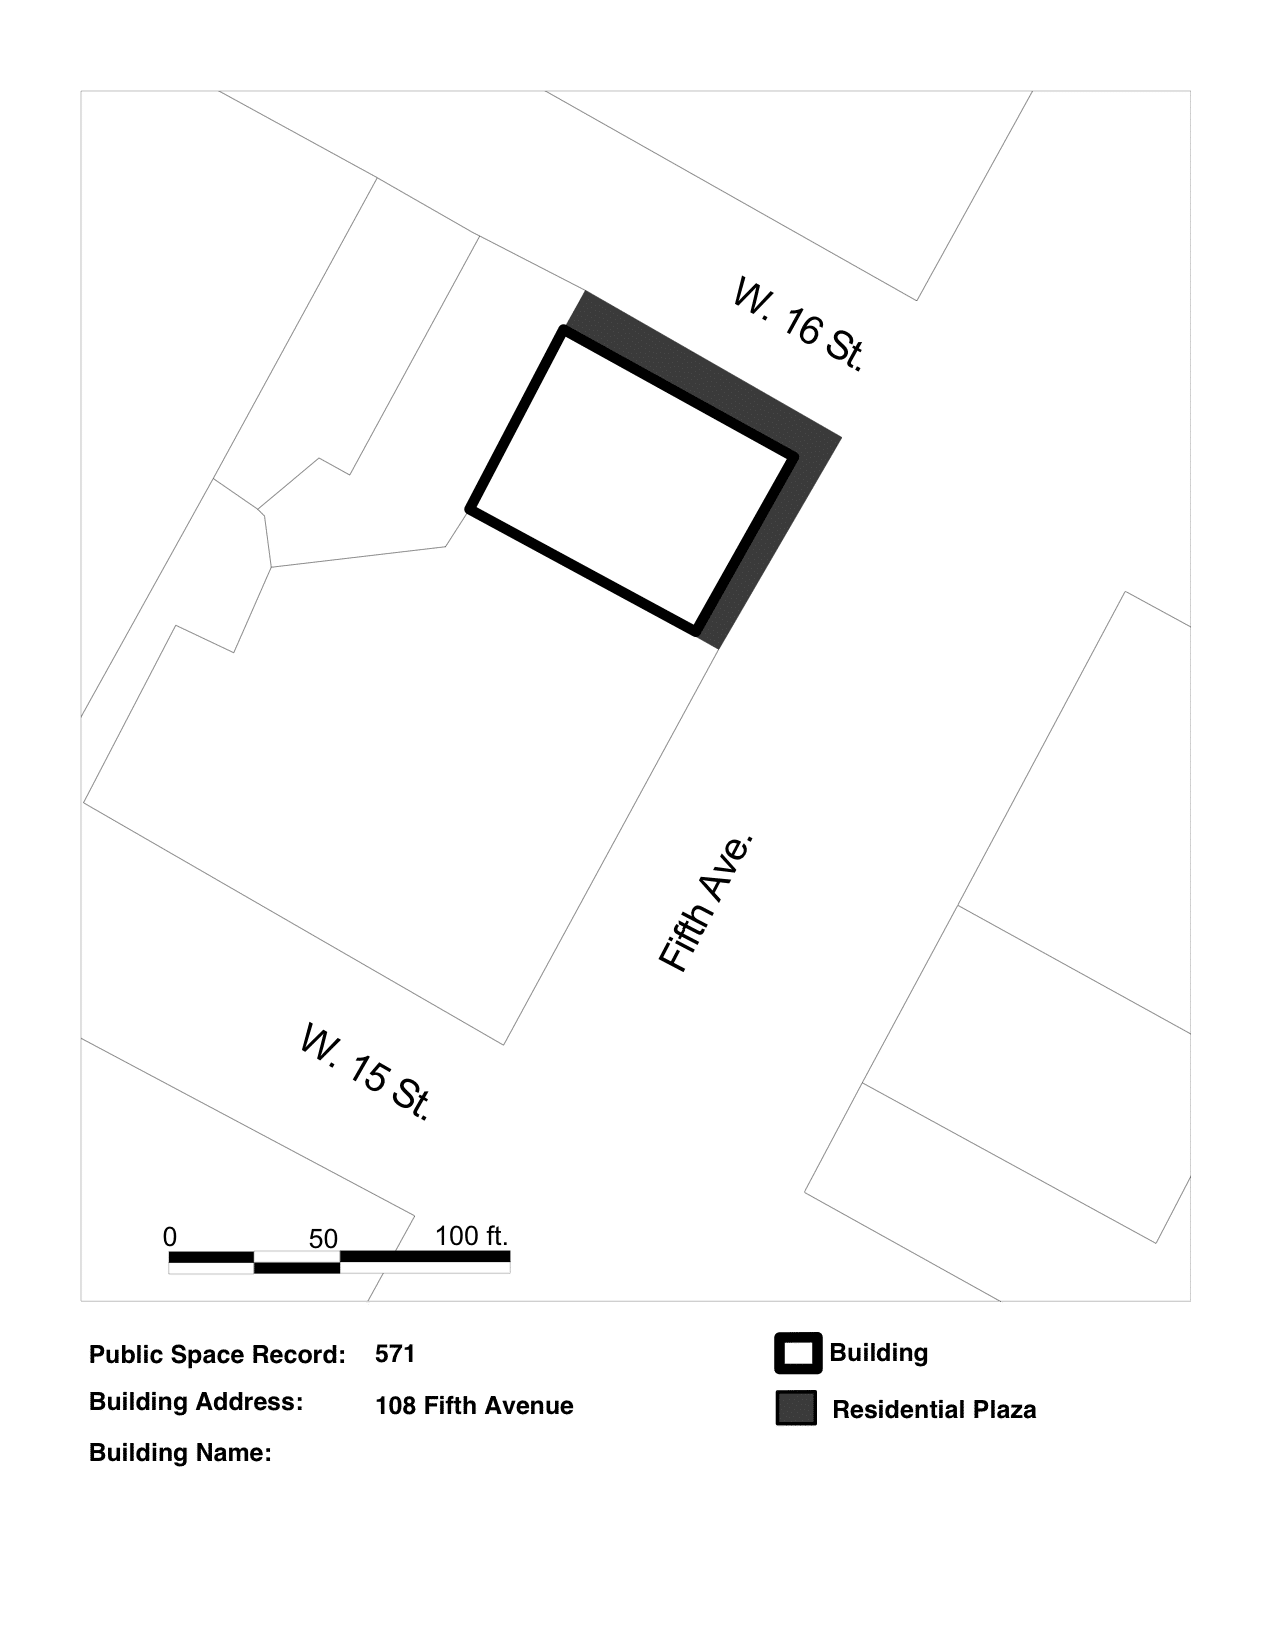 W. 16 St.
Fifth Ave.
W. 15 St.
0 50 100 ft.
Public Space Record: 571
Building Address: 108 Fifth Avenue
Building Name:
Building
Residential Plaza